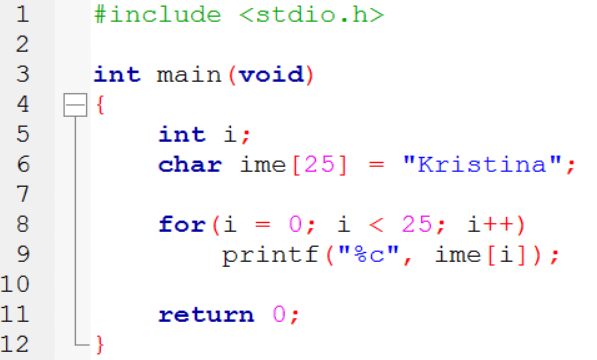 1 #include <stdio.h>
2
3 int main(void)
4 {
5 int i;
6 char ime[25] = "Kristina";
7
8 for(i = 0; i < 25; i++)
9 printf("%c", ime[i]);
10
11 return 0;
12 }